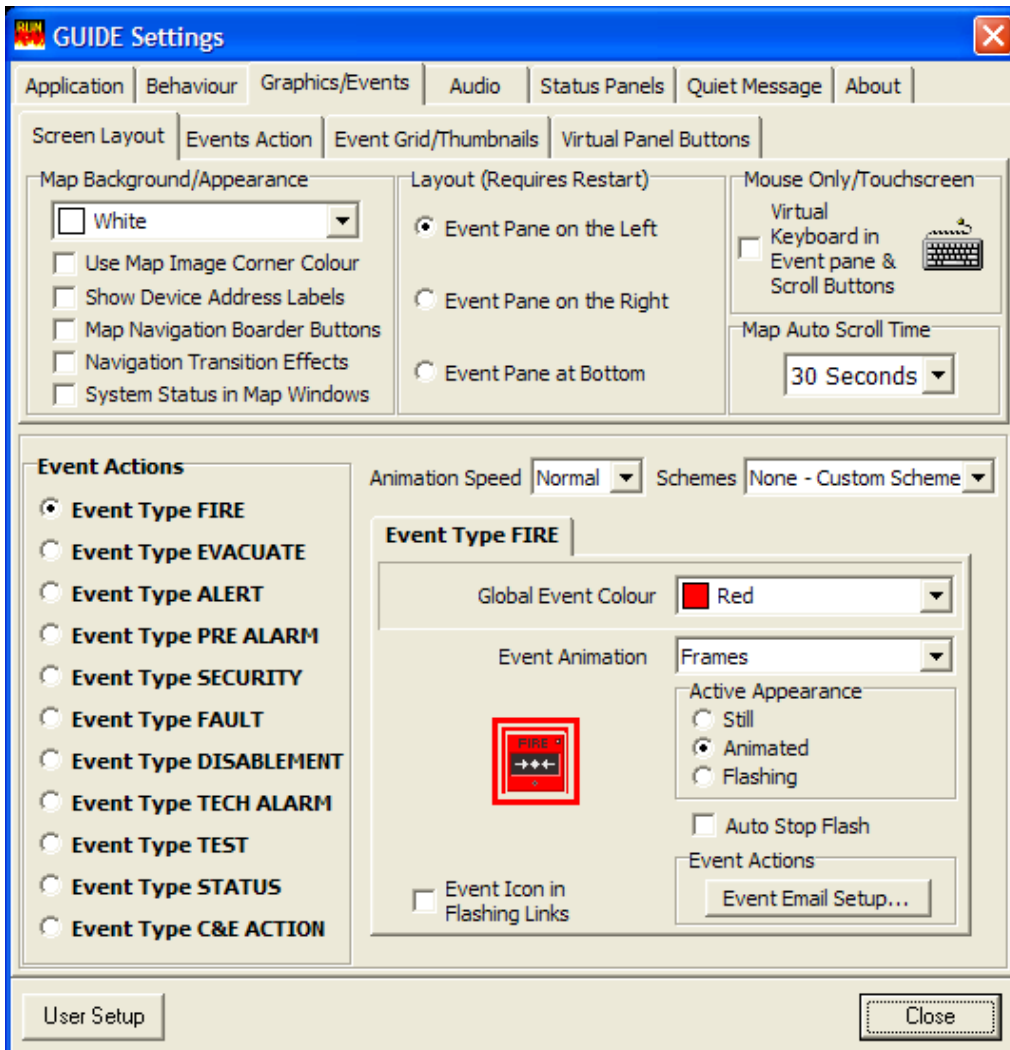 RUN
GUIDE Settings
Application Behaviour Graphics/Events Audio Status Panels Quiet Message About
Screen Layout Events Action Event Grid/Thumbnails Virtual Panel Buttons
Map Background/Appearance
White
Use Map Image Corner Colour
Show Device Address Labels
Map Navigation Boarder Buttons
Navigation Transition Effects
System Status in Map Windows
Layout (Requires Restart)
Event Pane on the Left
Event Pane on the Right
Event Pane at Bottom
Mouse Only/Touchscreen
Virtual
Keyboard in
Event pane &
Scroll Buttons
Map Auto Scroll Time
30 Seconds
Event Actions
Event Type FIRE
Event Type EVACUATE
Event Type ALERT
Event Type PRE ALARM
Event Type SECURITY
Event Type FAULT
Event Type DISABLEMENT
Event Type TECH ALARM
Event Type TEST
Event Type STATUS
Event Type C&E ACTION
Animation Speed Normal Schemes None - Custom Scheme
Event Type FIRE
Global Event Colour Red
Event Animation Frames
FIRE
Active Appearance
Still
Animated
Flashing
Auto Stop Flash
Event Icon in
Flashing Links
Event Actions
Event Email Setup...
User Setup Close